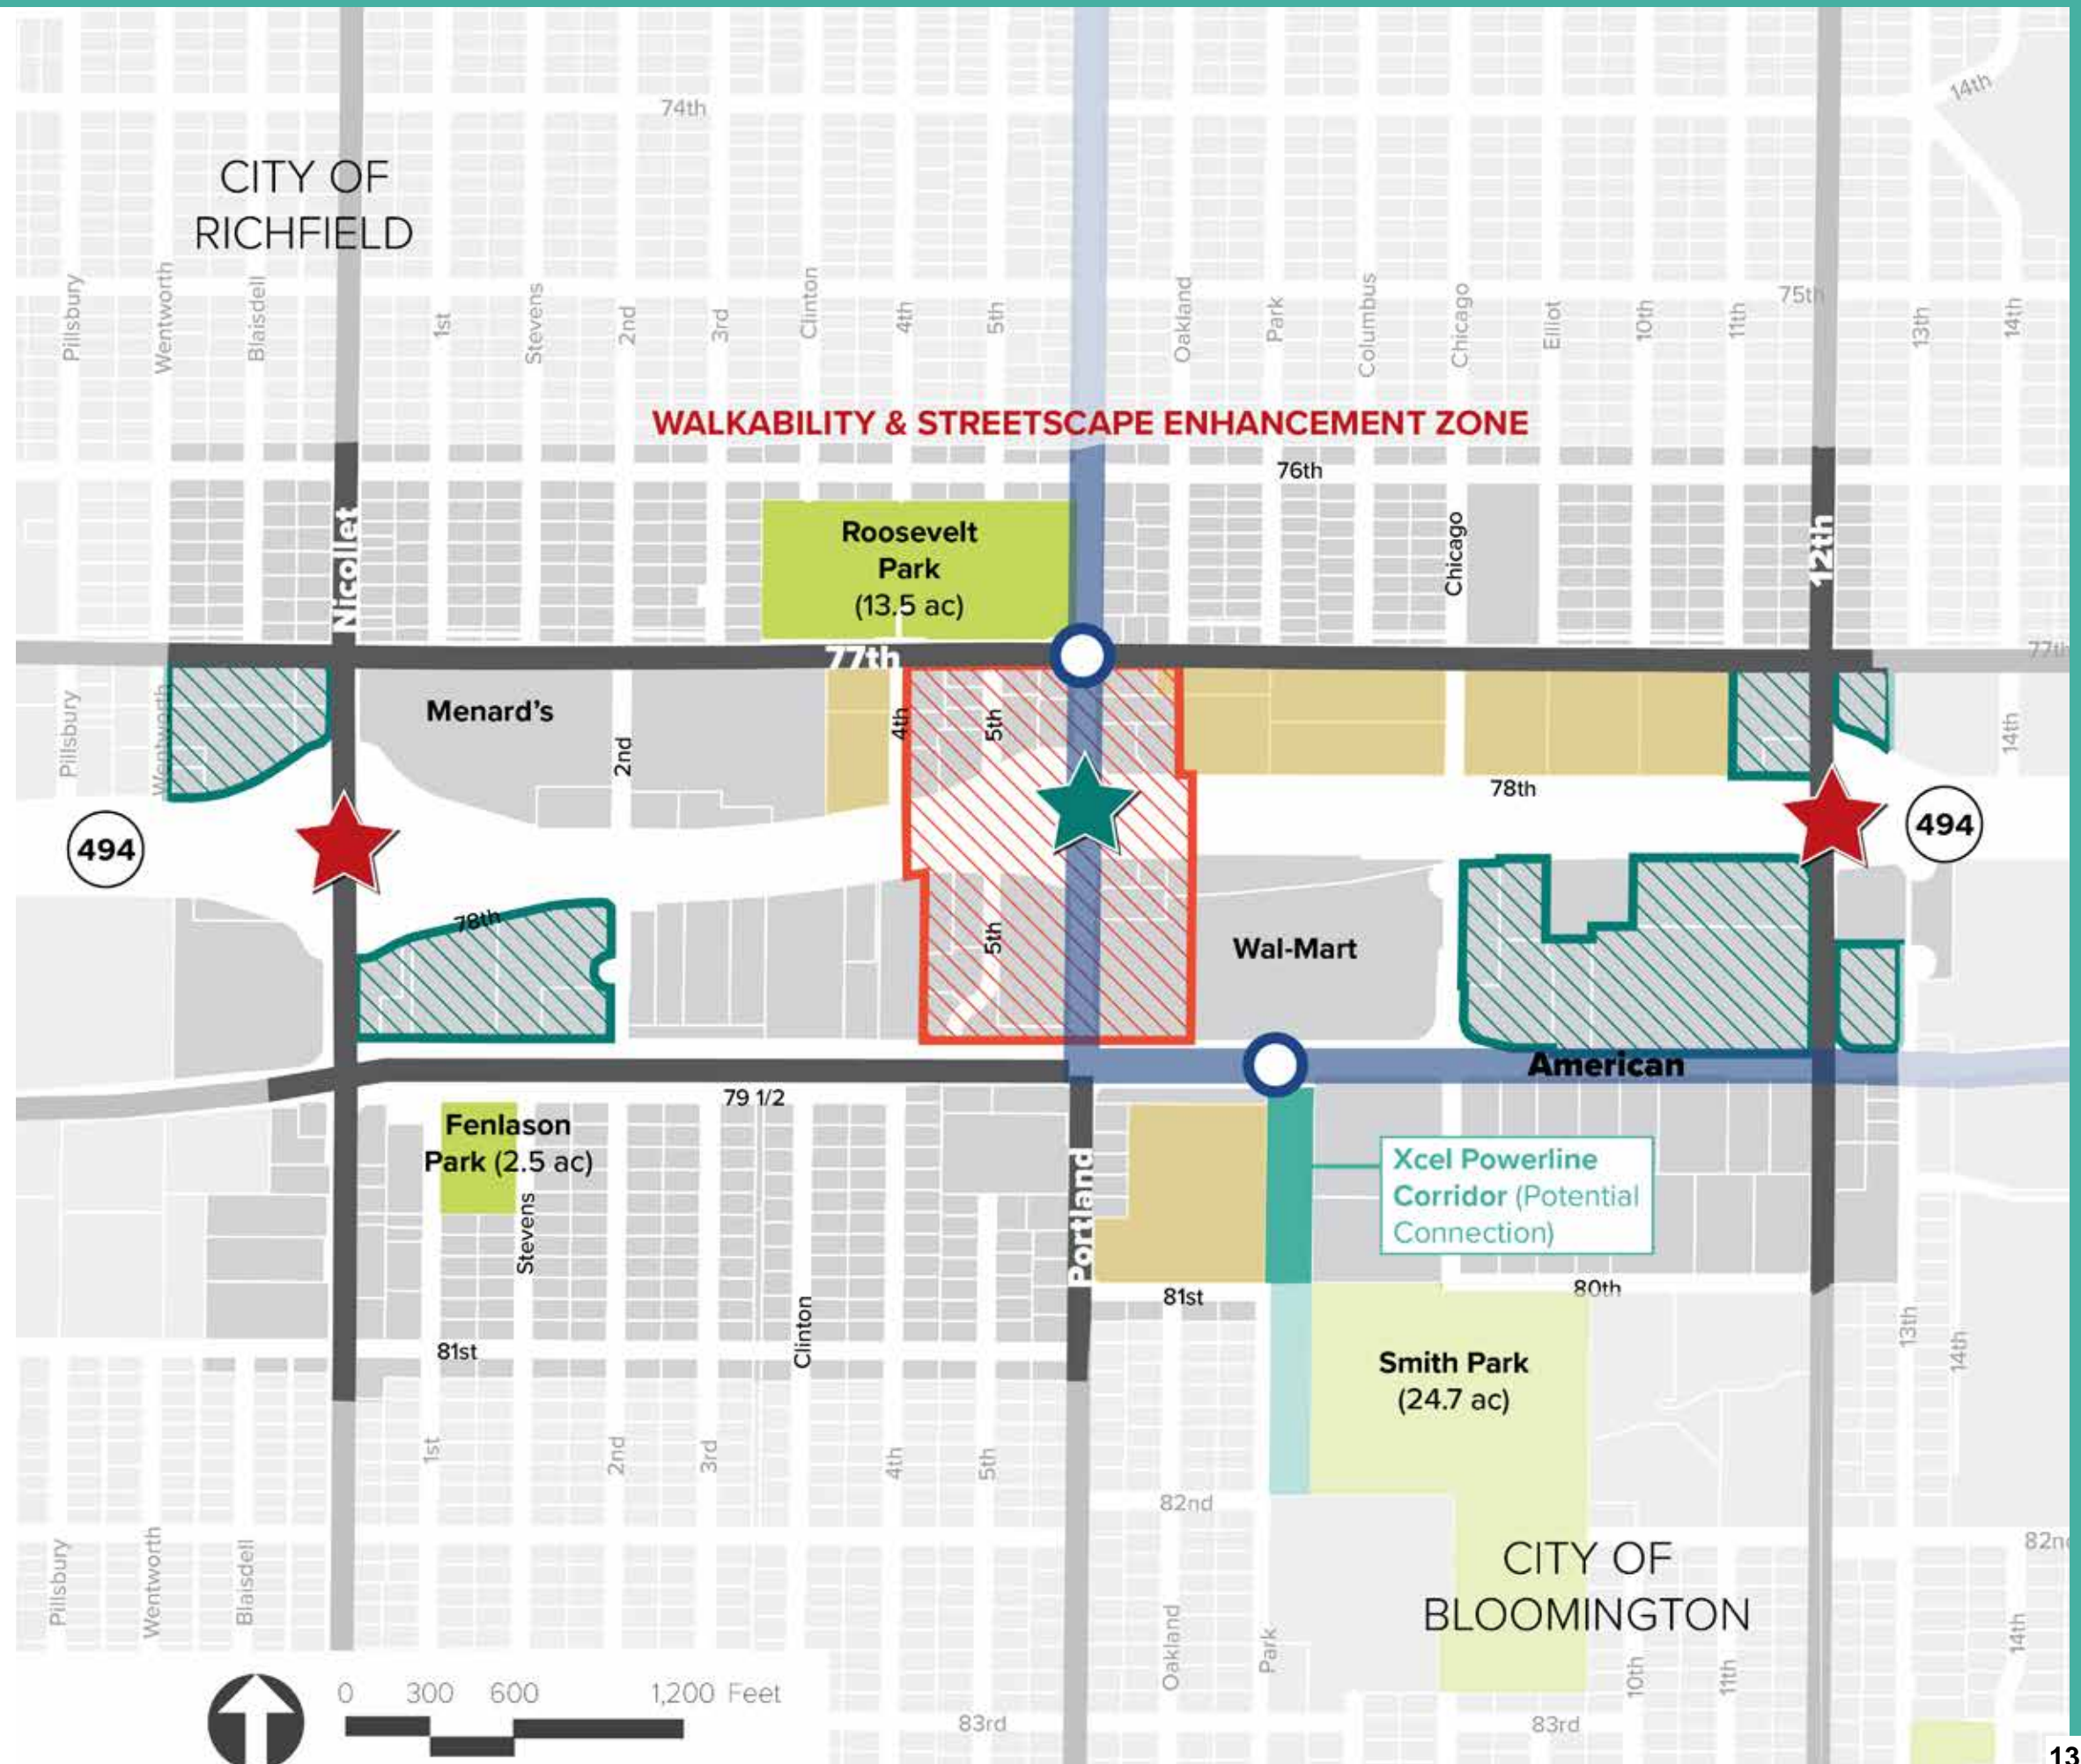 74th
14th
CITY OF
RICHFIELD
Pillsbury
Wentworth
Blaisdell
1st
Stevens
2nd
3rd
Clinton
4th
5th
Oakland
Park
Columbus
Chicago
Elliot
10th
11th
75th
13th
14th
WALKABILITY & STREETSCAPE ENHANCEMENT ZONE
76th
Nicollet
Roosevelt
Park
(13.5 ac)
Chicago
12th
77th
77th
Pillsbury
Wentworth
Menard's
2nd
4th
5th
14th
78th
494
494
78th
5th
Wal-Mart
American
79 1/2
Fenlason
Park (2.5 ac)
Stevens
Portland
Xcel Powerline
Corridor (Potential
Connection)
81st
80th
Clinton
81st
13th
14th
Smith Park
(24.7 ac)
1st
2nd
3rd
4th
5th
82nd
82nd
Pillsbury
Wentworth
Blaisdell
CITY OF
BLOOMINGTON
Oakland
Park
10th
11th
14th
0 300 600 1,200 Feet
83rd
83rd
13